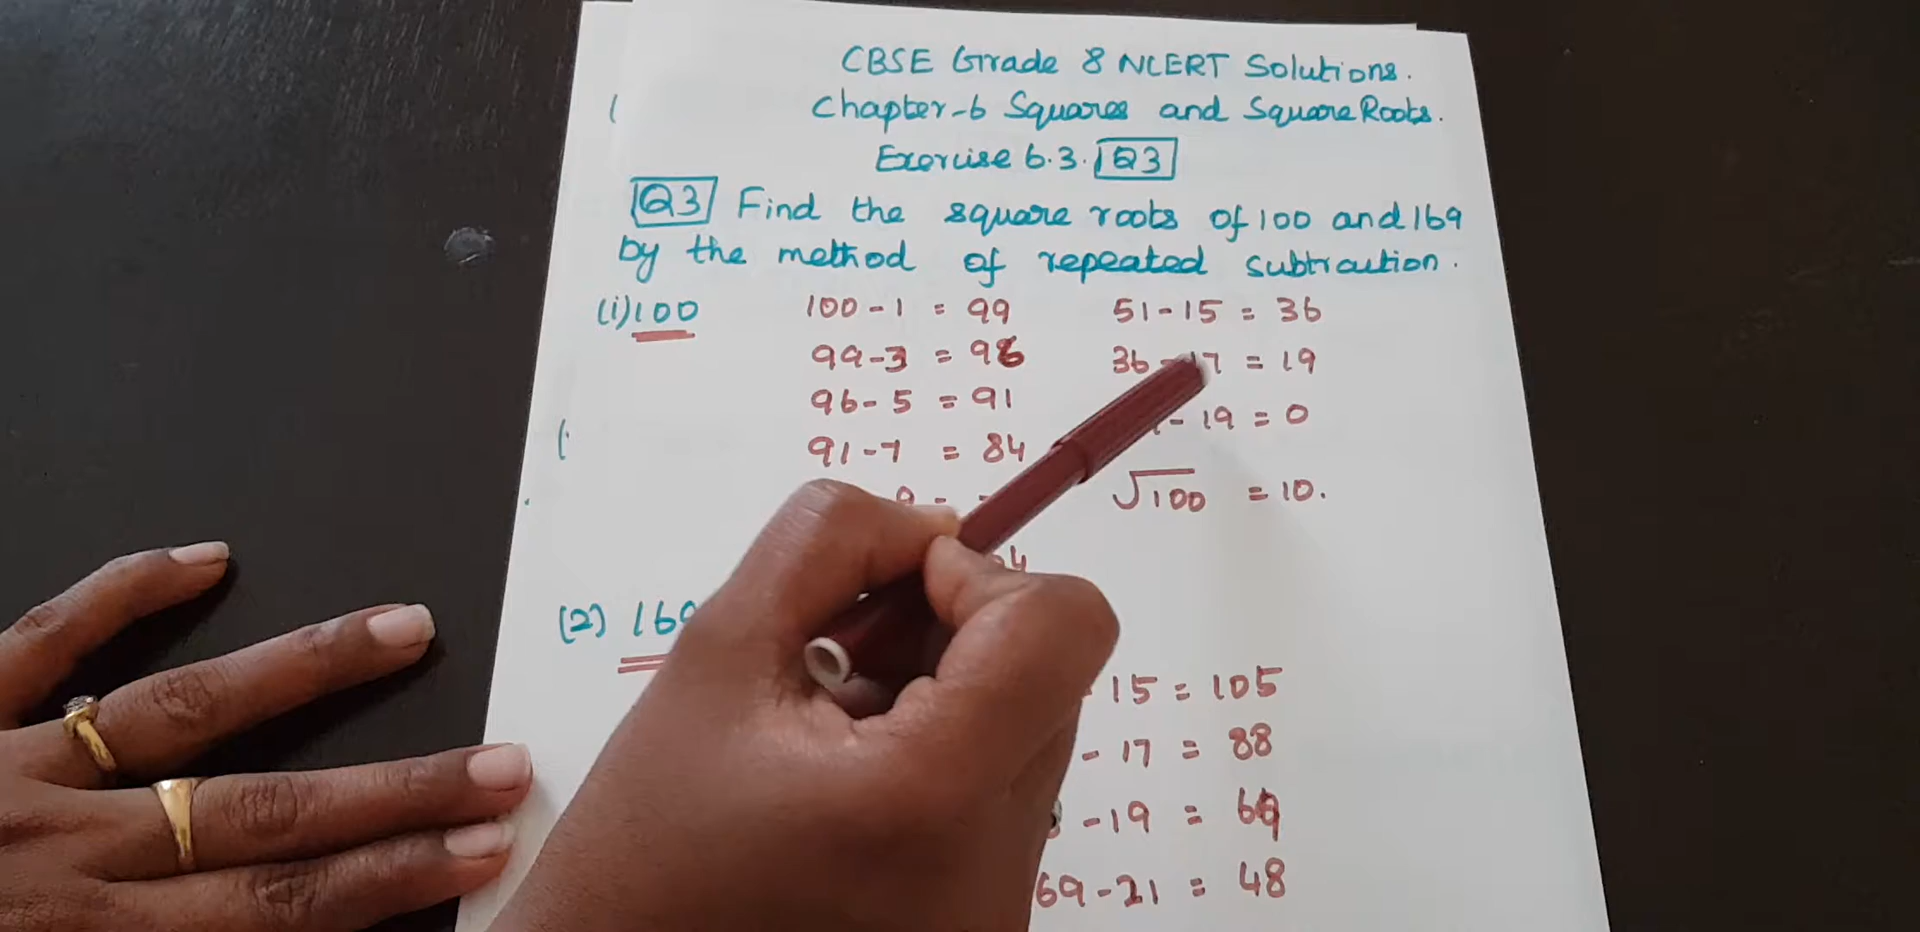 CBSE Grade 8 NCERT Solutions.
Chapter-6 Squares and Square Roots.
Exercise 6.3. Q3
Q3 Find the square roots of 100 and 169
by the method of repeated subtraction.
(i) 100
100 - 1 = 99
99 - 3 = 96
96 - 5 = 91
91 - 7 = 84
51 - 15 = 36
36 - 17 = 19
- 19 = 0
√100 = 10.
(2) 169
- 15 = 105
- 17 = 88
- 19 = 69
69 - 21 = 48